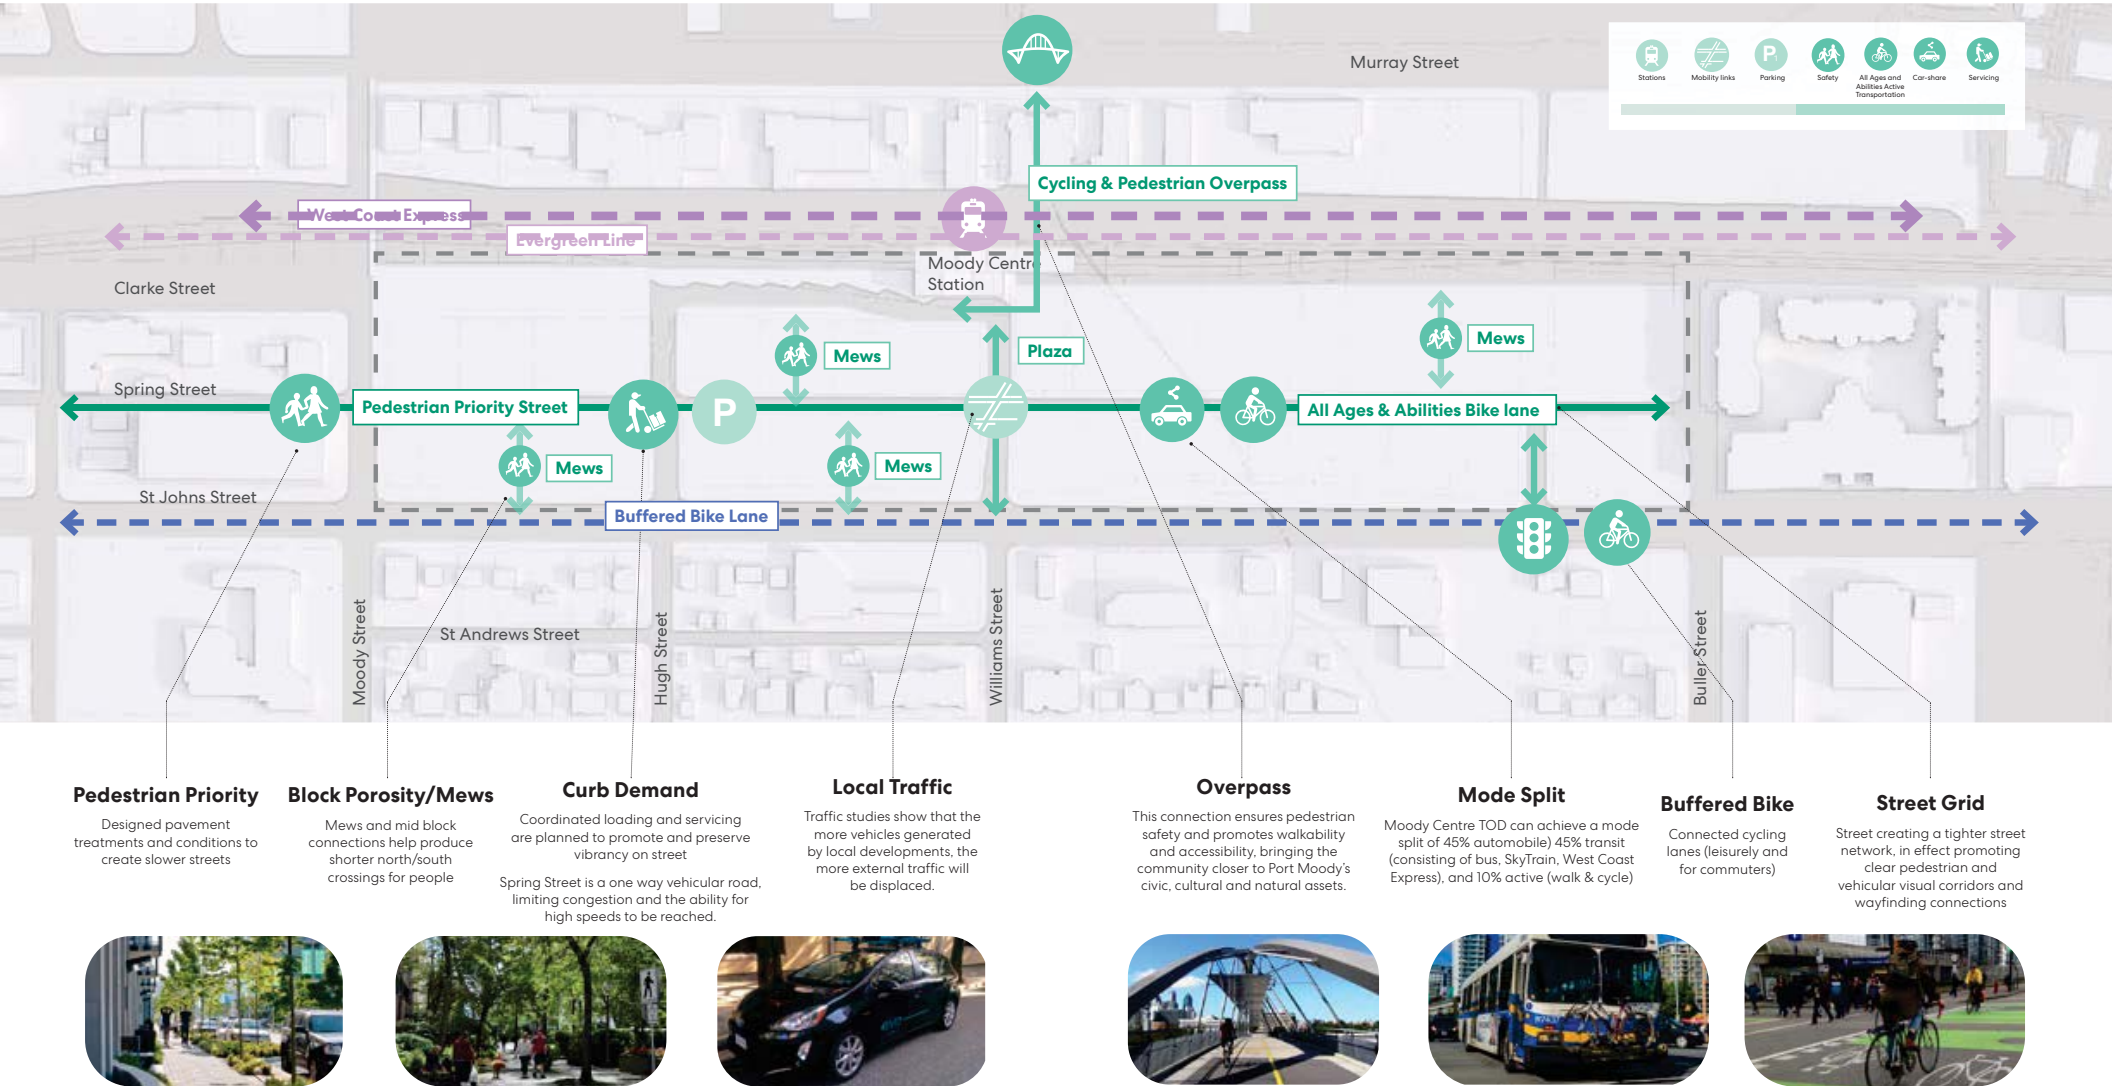 Murray Street
Stations
Mobility links
P
Parking
Safety
All Ages and
Abilities Active
Transportation
Car-share
Servicing
Cycling & Pedestrian Overpass
West Coast Express
Evergreen Line
Moody Centre
Station
Clarke Street
Mews
Plaza
Mews
Spring Street
Pedestrian Priority Street
P
All Ages & Abilities Bike lane
Mews
Mews
St Johns Street
Buffered Bike Lane
Moody Street
St Andrews Street
Hugh Street
Williams Street
Buller Street
Pedestrian Priority
Designed pavement
treatments and conditions to
create slower streets
Block Porosity/Mews
Mews and mid block
connections help produce
shorter north/south
crossings for people
Curb Demand
Coordinated loading and servicing
are planned to promote and preserve
vibrancy on street
Spring Street is a one way vehicular road,
limiting congestion and the ability for
high speeds to be reached.
Local Traffic
Traffic studies show that the
more vehicles generated
by local developments, the
more external traffic will
be displaced.
Overpass
This connection ensures pedestrian
safety and promotes walkability
and accessibility, bringing the
community closer to Port Moody's
civic, cultural and natural assets.
Mode Split
Moody Centre TOD can achieve a mode
split of 45% automobile) 45% transit
(consisting of bus, SkyTrain, West Coast
Express), and 10% active (walk & cycle)
Buffered Bike
Connected cycling
lanes (leisurely and
for commuters)
Street Grid
Street creating a tighter street
network, in effect promoting
clear pedestrian and
vehicular visual corridors and
wayfinding connections